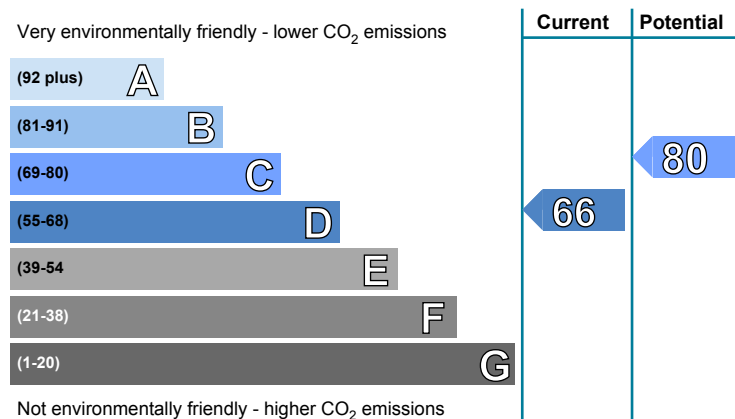 Very environmentally friendly - lower CO₂ emissions
Current
Potential
(92 plus) A
(81-91) B
(69-80) C
(55-68) D
(39-54 E
(21-38) F
(1-20) G
80
66
Not environmentally friendly - higher CO₂ emissions